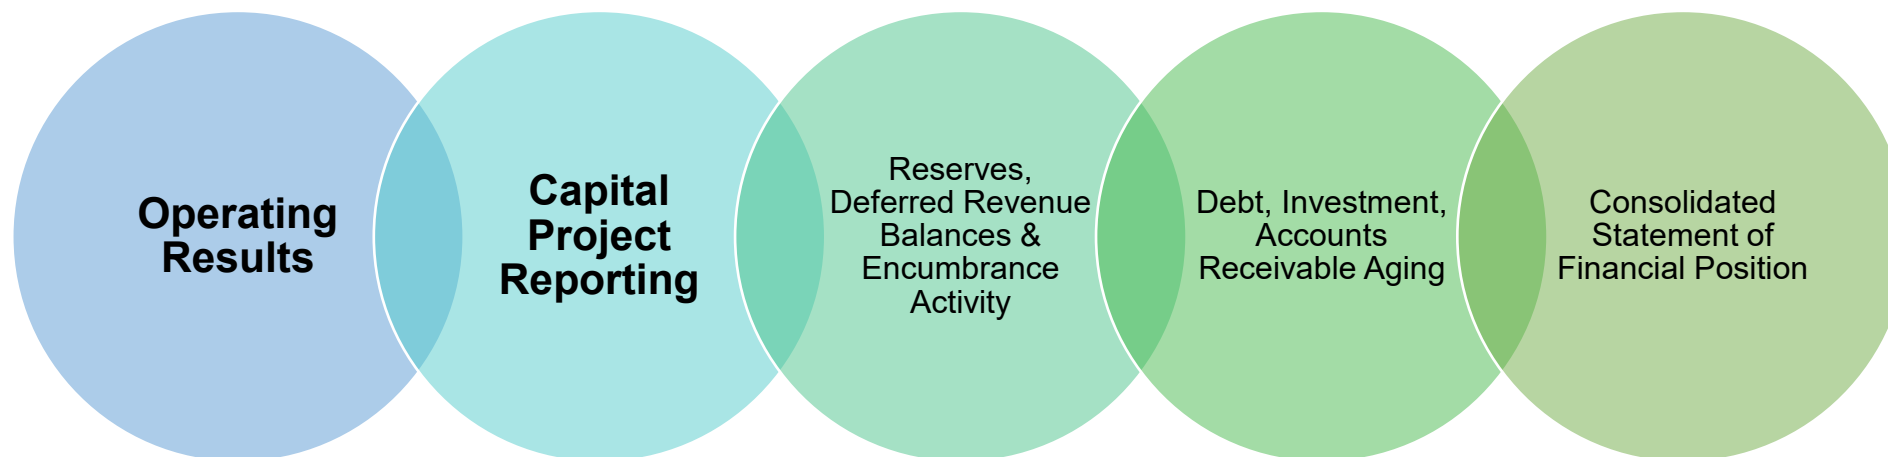 Operating
Results
Capital
Project
Reporting
Reserves,
Deferred Revenue
Balances &
Encumbrance
Activity
Debt, Investment,
Accounts
Receivable Aging
Consolidated
Statement of
Financial Position